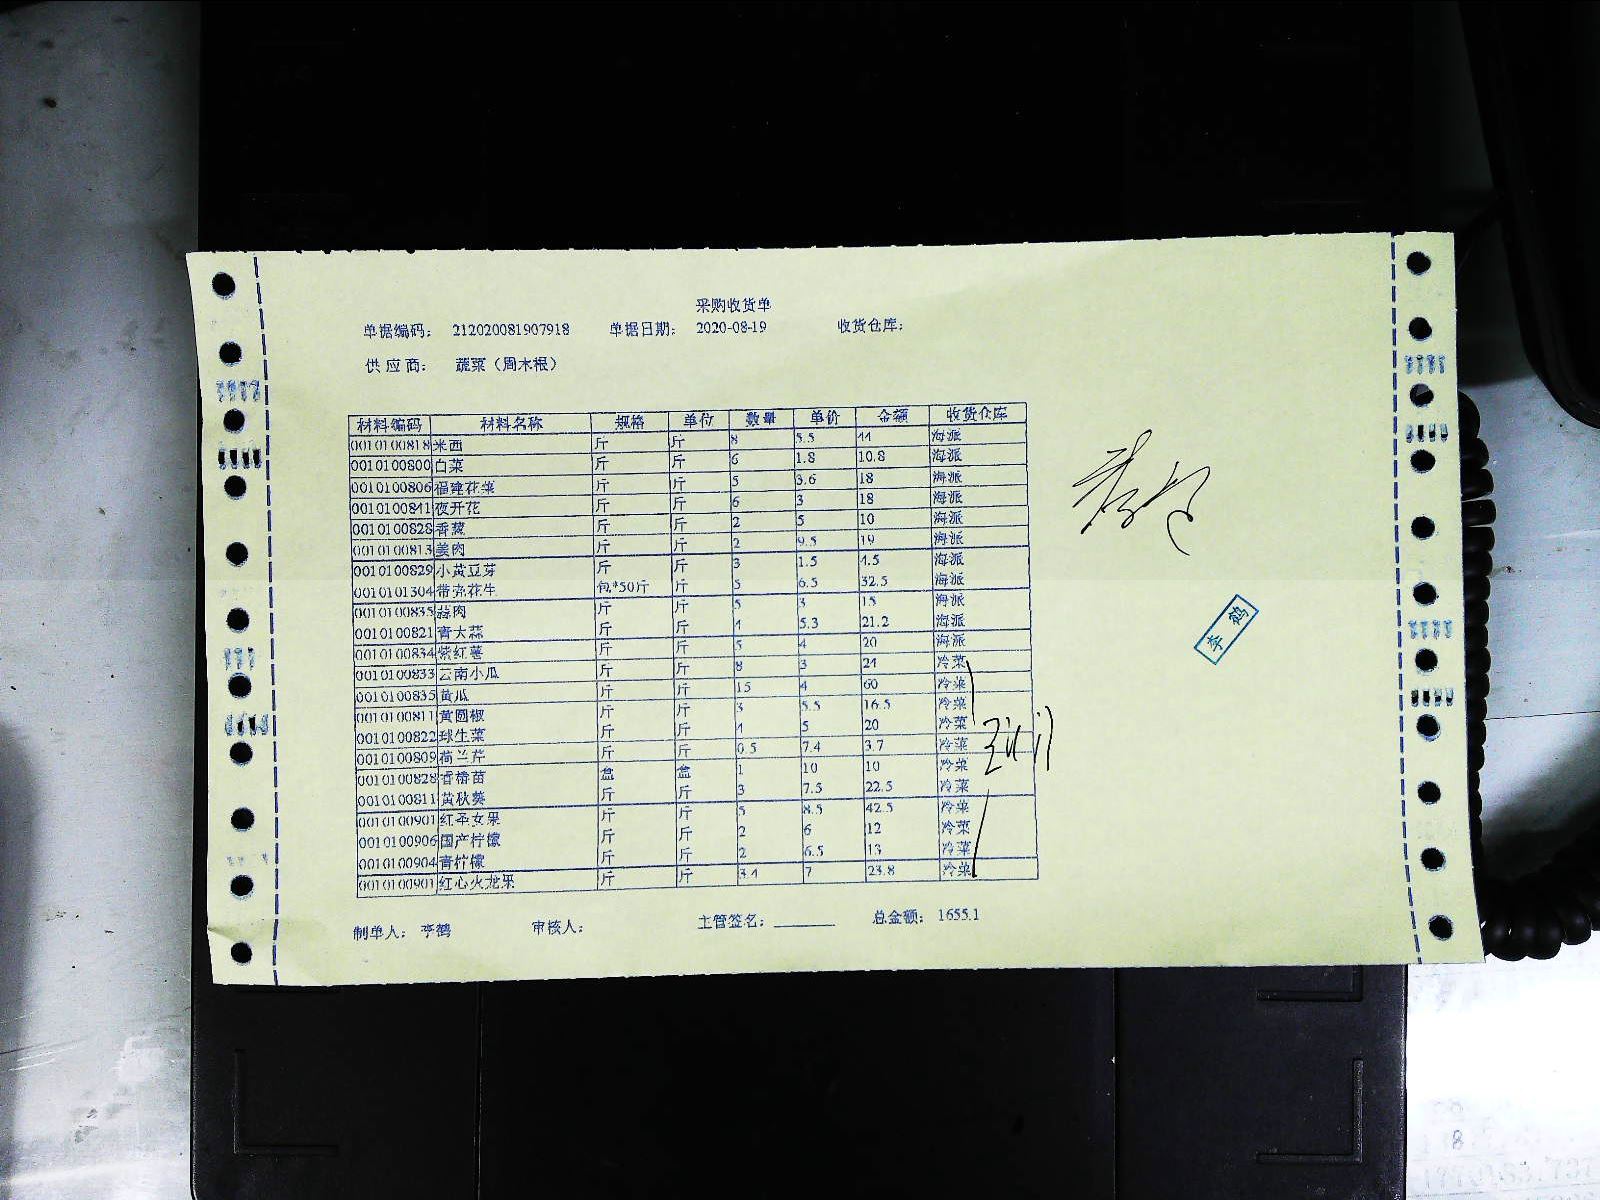 采购收货单
单据编码： 212020081907918 单据日期： 2020-08-19 收货仓库：
供 应 商： 蔬菜（周木根）
材料编码 材料名称 规格 单位 数量 单价 金额 收货仓库
0010100818 米西 斤 斤 8 5.5 44 海派
0010100800 白菜 斤 斤 6 1.8 10.8 海派
0010100806 福建花菜 斤 斤 5 3.6 18 海派
0010100841 夜开花 斤 斤 6 3 18 海派
0010100828 香葱 斤 斤 2 5 10 海派
0010100813 姜肉 斤 斤 2 9.5 19 海派
0010100829 小黄豆芽 斤 斤 3 1.5 4.5 海派
0010101304 带壳花生 包*50斤 斤 5 6.5 32.5 海派
0010100835 蒜肉 斤 斤 5 3 15 海派
0010100821 青大蒜 斤 斤 4 5.3 21.2 海派
0010100834 紫红薯 斤 斤 5 4 20 海派
0010100833 云南小瓜 斤 斤 8 3 24 冷菜
0010100835 黄瓜 斤 斤 15 4 60 冷菜
0010100811 黄圆椒 斤 斤 3 5.5 16.5 冷菜
0010100822 球生菜 斤 斤 4 5 20 冷菜
0010100809 荷兰芹 斤 斤 0.5 7.4 3.7 冷菜
0010100828 香椿苗 盒 盒 1 10 10 冷菜
0010100811 黄秋葵 斤 斤 3 7.5 22.5 冷菜
0010100901 红圣女果 斤 斤 5 8.5 42.5 冷菜
0010100906 国产柠檬 斤 斤 2 6 12 冷菜
0010100904 青柠檬 斤 斤 2 6.5 13 冷菜
0010100901 红心火龙果 斤 斤 3.4 7 23.8 冷菜
制单人： 李鹤 审核人： 主管签名：______ 总金额： 1655.1
李鹤